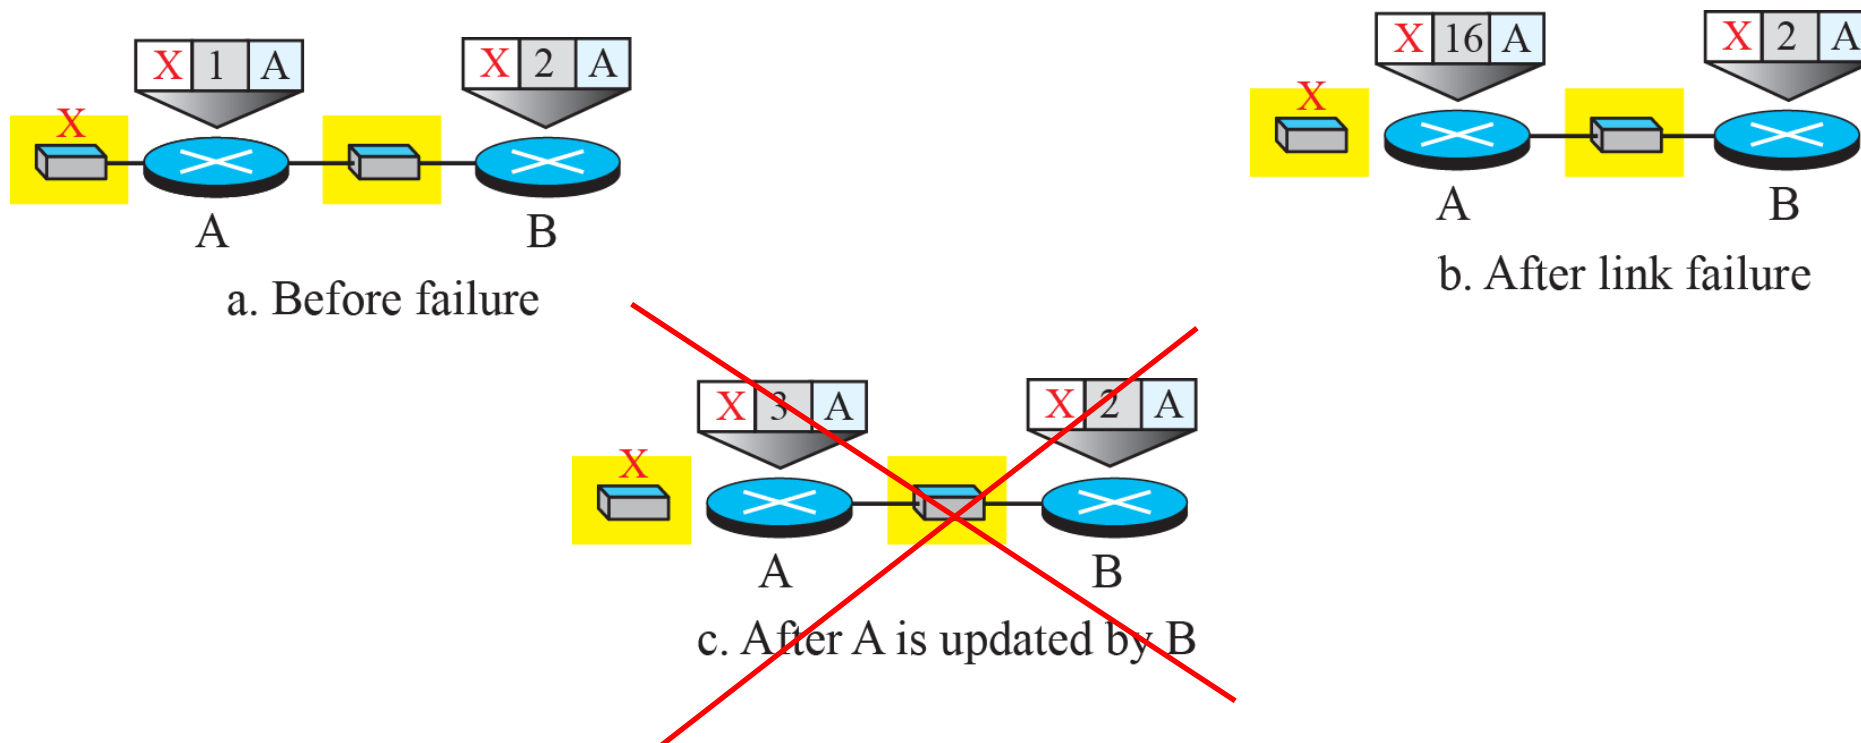 X 1 A
X 2 A
X
A
B
a. Before failure
X 16 A
X 2 A
X
A
B
b. After link failure
X 3 A
X 2 A
X
A
B
c. After A is updated by B